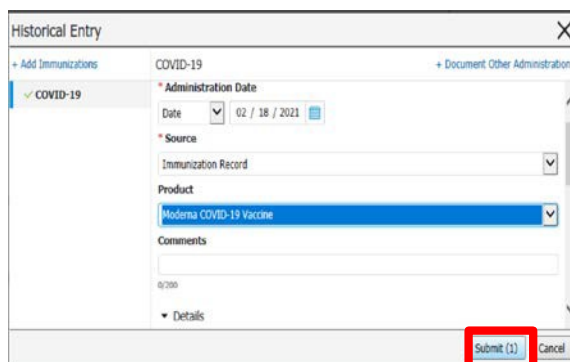 Historical Entry X
+ Add Immunizations COVID-19 + Document Other Administration
✓ COVID-19
* Administration Date
Date 02 / 18 / 2021
* Source
Immunization Record
Product
Moderna COVID-19 Vaccine
Comments
0/200
Details
Submit (1) Cancel